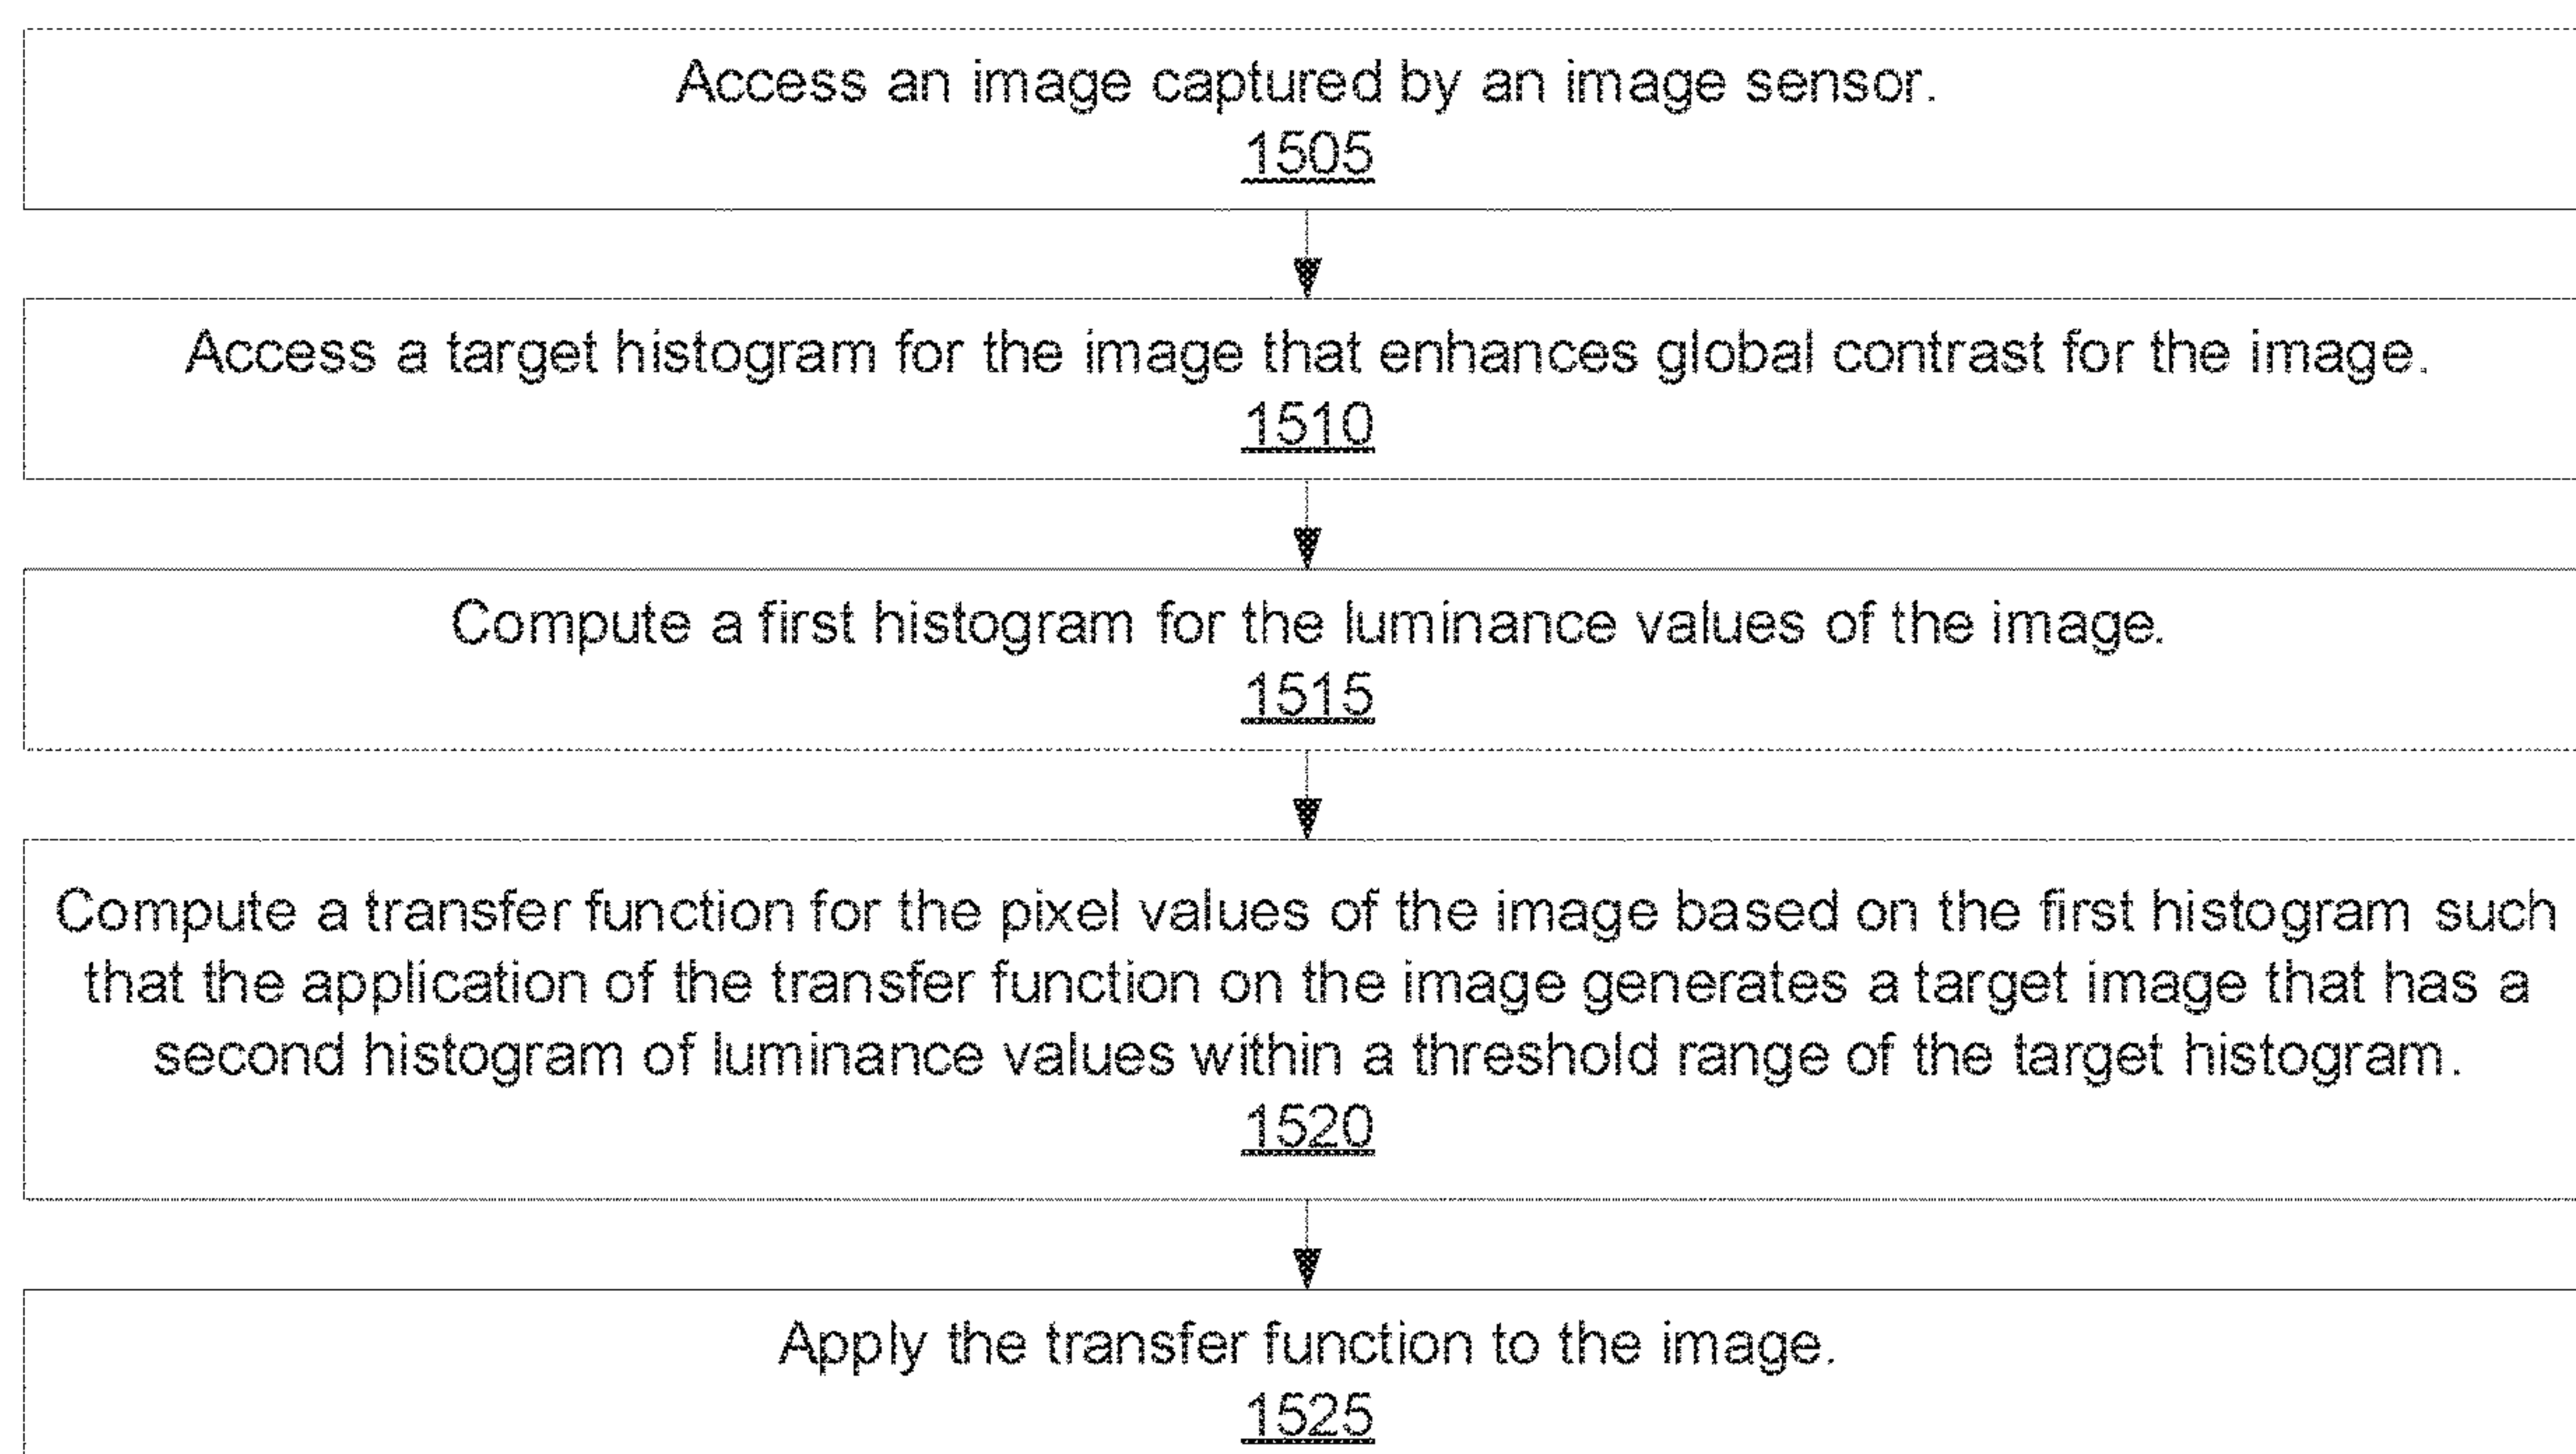 Access an image captured by an image sensor.
1505
Access a target histogram for the image that enhances global contrast for the image.
1510
Compute a first histogram for the luminance values of the image.
1515
Compute a transfer function for the pixel values of the image based on the first histogram such
that the application of the transfer function on the image generates a target image that has a
second histogram of luminance values within a threshold range of the target histogram.
1520
Apply the transfer function to the image.
1525